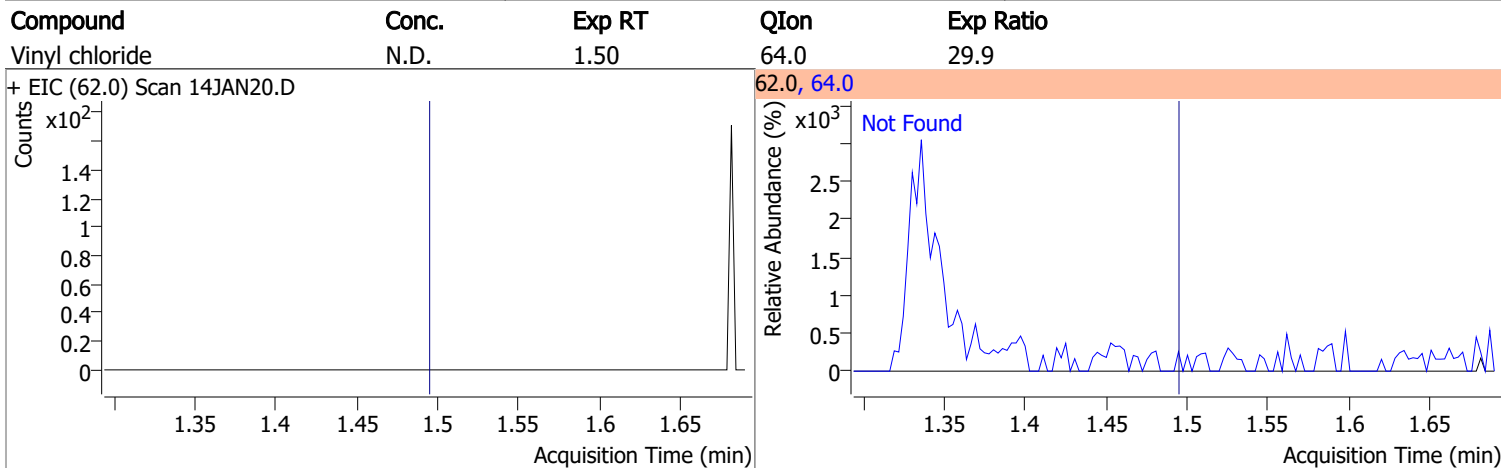 Compound Conc. Exp RT QIon Exp Ratio
Vinyl chloride N.D. 1.50 64.0 29.9
+ EIC (62.0) Scan 14JAN20.D
Counts
x10²
1.4
1.2
1
0.8
0.6
0.4
0.2
0
1.35 1.4 1.45 1.5 1.55 1.6 1.65
Acquisition Time (min)
62.0, 64.0
Relative Abundance (%)
x10³
Not Found
2.5
2
1.5
1
0.5
0
1.35 1.4 1.45 1.5 1.55 1.6 1.65
Acquisition Time (min)